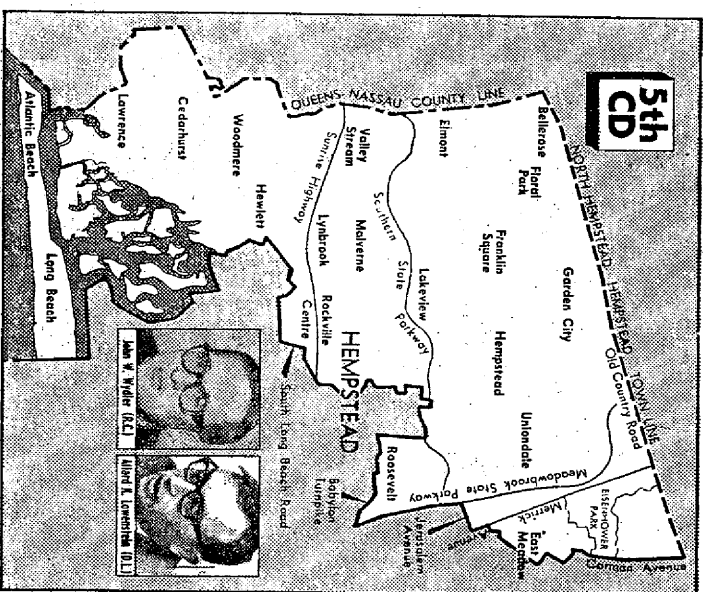 5th
CD
NORTH HEMPSTEAD HEMPSTEAD TOWN LINE
Old Country Road
QUEENS-NASSAU COUNTY LINE
Bellerose
Floral
Park
Garden City
EISENHOWER
PARK
Carman Avenue
Merrick
Avenue
East
Meadow
Elmont
Franklin
Square
Hempstead
Uniondale
Meadowbrook State Parkway
Jerusalem
Avenue
Southern State Parkway
Lakeview
Roosevelt
Babylon
Turnpike
Valley
Stream
Malverne
HEMPSTEAD
Sunrise Highway
Lynbrook
Rockville
Centre
South Long Beach Road
Hewlett
Woodmere
Cedarhurst
Lawrence
Atlantic Beach
Long Beach
John W. Wydler (R.C.)
Allard K. Lowenstein (D.L.)